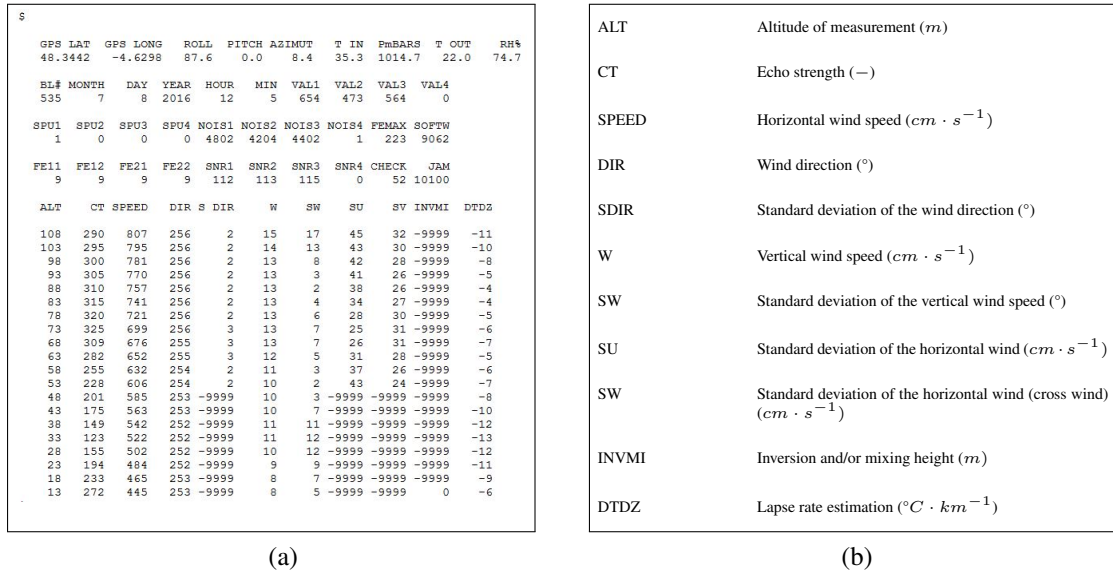 $
GPS LAT GPS LONG ROLL PITCH AZIMUT T IN PmBARS T OUT RH%
48.3442 -4.6298 87.6 0.0 8.4 35.3 1014.7 22.0 74.7
BL# MONTH DAY YEAR HOUR MIN VAL1 VAL2 VAL3 VAL4
535 7 8 2016 12 5 654 473 564 0
SPU1 SPU2 SPU3 SPU4 NOIS1 NOIS2 NOIS3 NOIS4 FEMAX SOFTW
1 0 0 0 4802 4204 4402 1 223 9062
FE11 FE12 FE21 FE22 SNR1 SNR2 SNR3 SNR4 CHECK JAM
9 9 9 9 112 113 115 0 52 10100
ALT CT SPEED DIR S DIR W SW SU SV INVMI DTDZ
108 290 807 256 2 15 17 45 32 -9999 -11
103 295 795 256 2 14 13 43 30 -9999 -10
98 300 781 256 2 13 8 42 28 -9999 -8
93 305 770 256 2 13 3 41 26 -9999 -5
88 310 757 256 2 13 2 38 26 -9999 -4
83 315 741 256 2 13 4 34 27 -9999 -4
78 320 721 256 2 13 6 28 30 -9999 -5
73 325 699 256 3 13 7 25 31 -9999 -6
68 309 676 255 3 13 7 26 31 -9999 -7
63 282 652 255 3 12 5 31 28 -9999 -5
58 255 632 254 2 11 3 37 26 -9999 -6
53 228 606 254 2 10 2 43 24 -9999 -7
48 201 585 253 -9999 10 3 -9999 -9999 -9999 -8
43 175 563 253 -9999 10 7 -9999 -9999 -9999 -10
38 149 542 252 -9999 11 11 -9999 -9999 -9999 -12
33 123 522 252 -9999 11 12 -9999 -9999 -9999 -13
28 155 502 252 -9999 10 12 -9999 -9999 -9999 -12
23 194 484 252 -9999 9 9 -9999 -9999 -9999 -11
18 233 465 253 -9999 8 7 -9999 -9999 -9999 -9
13 272 445 253 -9999 8 5 -9999 -9999 0 -6
(a)
ALT Altitude of measurement (m)
CT Echo strength (−)
SPEED Horizontal wind speed (cm · s⁻¹)
DIR Wind direction (°)
SDIR Standard deviation of the wind direction (°)
W Vertical wind speed (cm · s⁻¹)
SW Standard deviation of the vertical wind speed (°)
SU Standard deviation of the horizontal wind (cm · s⁻¹)
SW Standard deviation of the horizontal wind (cross wind)
(cm · s⁻¹)
INVMI Inversion and/or mixing height (m)
DTDZ Lapse rate estimation (°C · km⁻¹)
(b)